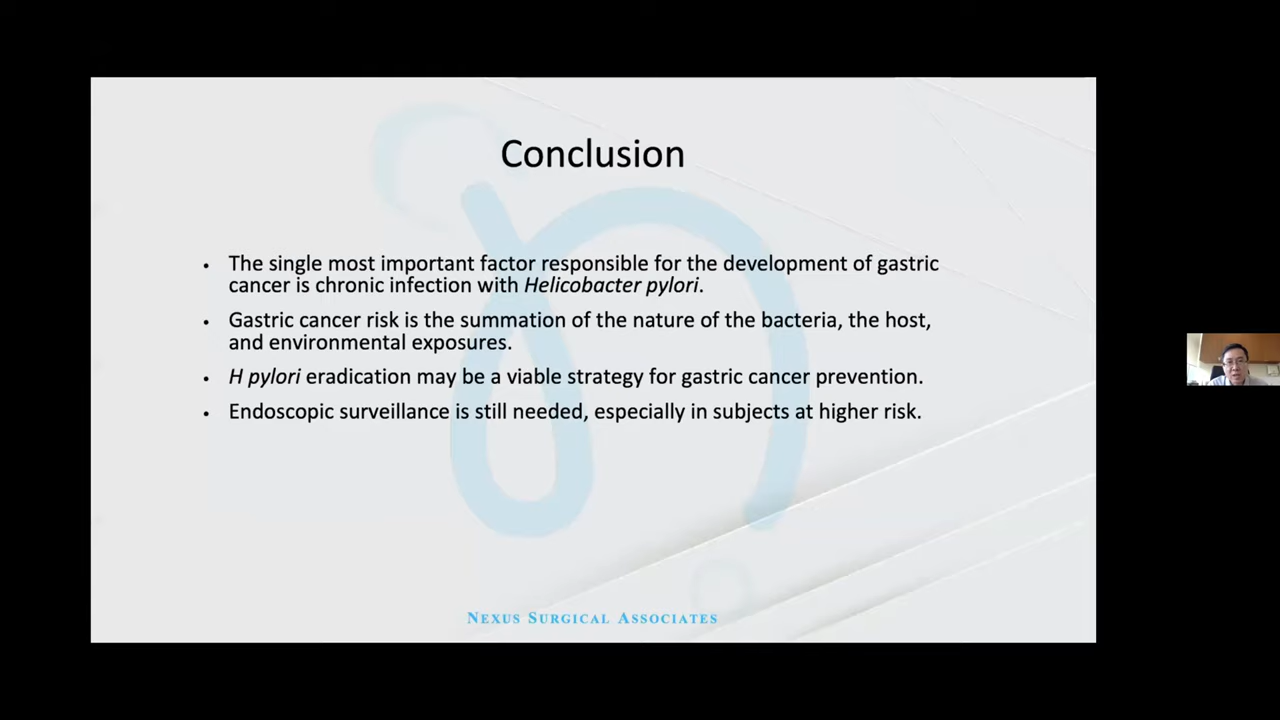 Conclusion
• The single most important factor responsible for the development of gastric
cancer is chronic infection with Helicobacter pylori.
• Gastric cancer risk is the summation of the nature of the bacteria, the host,
and environmental exposures.
• H pylori eradication may be a viable strategy for gastric cancer prevention.
• Endoscopic surveillance is still needed, especially in subjects at higher risk.
NEXUS SURGICAL ASSOCIATES